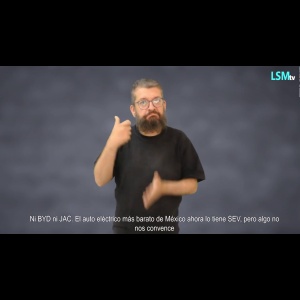 LSMtv
Ni BYD ni JAC. El auto eléctrico más barato de México ahora lo tiene SEV, pero algo no
nos convence